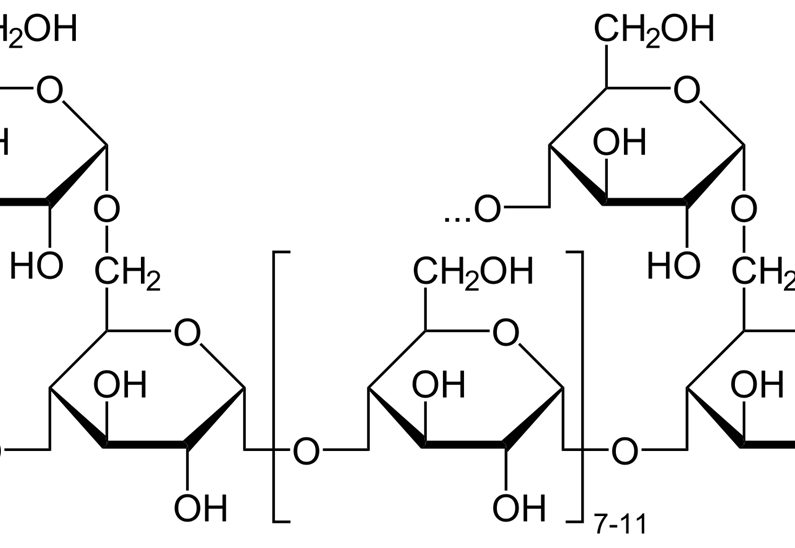 H₂OH CH₂OH
O O
H OH
O ...O O
HO CH₂ HO CH₂
CH₂OH
O O
OH OH OH
O O
OH OH
7-11